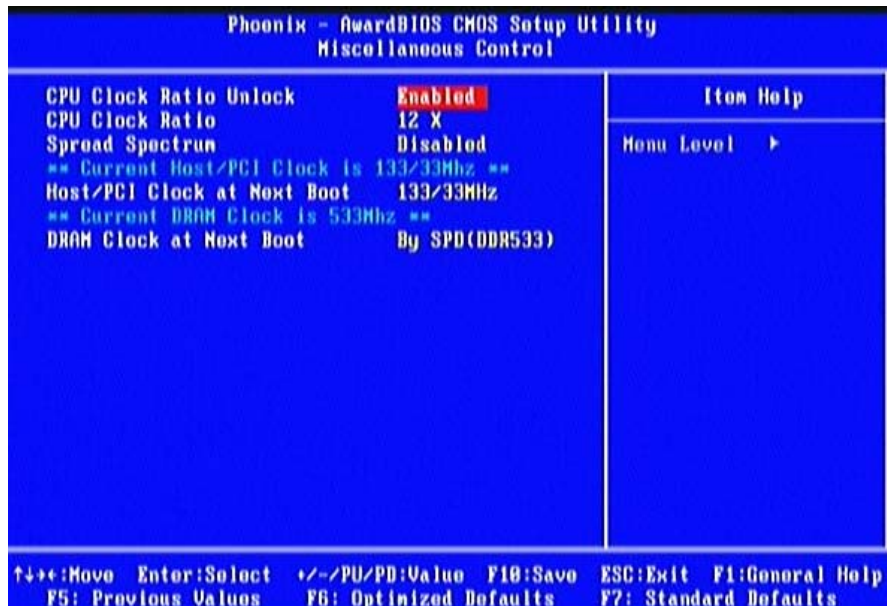 Phoenix - AwardBIOS CMOS Setup Utility
Miscellaneous Control
CPU Clock Ratio Unlock Enabled
CPU Clock Ratio 12 X
Spread Spectrum Disabled
** Current Host/PCI Clock is 133/33Mhz **
Host/PCI Clock at Next Boot 133/33MHz
** Current DRAM Clock is 533Mhz **
DRAM Clock at Next Boot By SPD(DDR533)
Item Help
Menu Level ▶
↑↓→←:Move Enter:Select +/-/PU/PD:Value F10:Save ESC:Exit F1:General Help
F5: Previous Values F6: Optimized Defaults F7: Standard Defaults